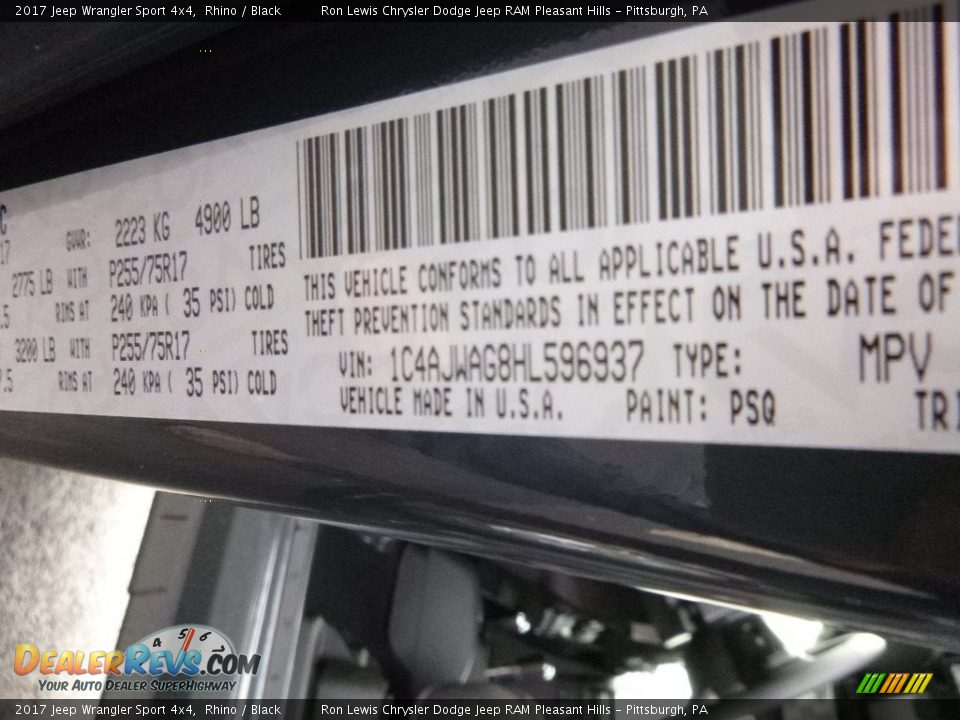 2017 Jeep Wrangler Sport 4x4, Rhino / Black Ron Lewis Chrysler Dodge Jeep RAM Pleasant Hills - Pittsburgh, PA
GVWR: 2223 KG 4900 LB
2775 LB WITH P255/75R17 TIRES
RIMS AT 240 KPA ( 35 PSI) COLD
3200 LB WITH P255/75R17 TIRES
RIMS AT 240 KPA ( 35 PSI) COLD
THIS VEHICLE CONFORMS TO ALL APPLICABLE U.S.A.
THEFT PREVENTION STANDARDS IN EFFECT ON THE DATE OF
VIN: 1C4AJWAG8HL596937 TYPE: MPV
VEHICLE MADE IN U.S.A. PAINT: PSQ
4 5 6
DEALERREVS.COM
YOUR AUTO DEALER SUPERHIGHWAY
2017 Jeep Wrangler Sport 4x4, Rhino / Black Ron Lewis Chrysler Dodge Jeep RAM Pleasant Hills - Pittsburgh, PA